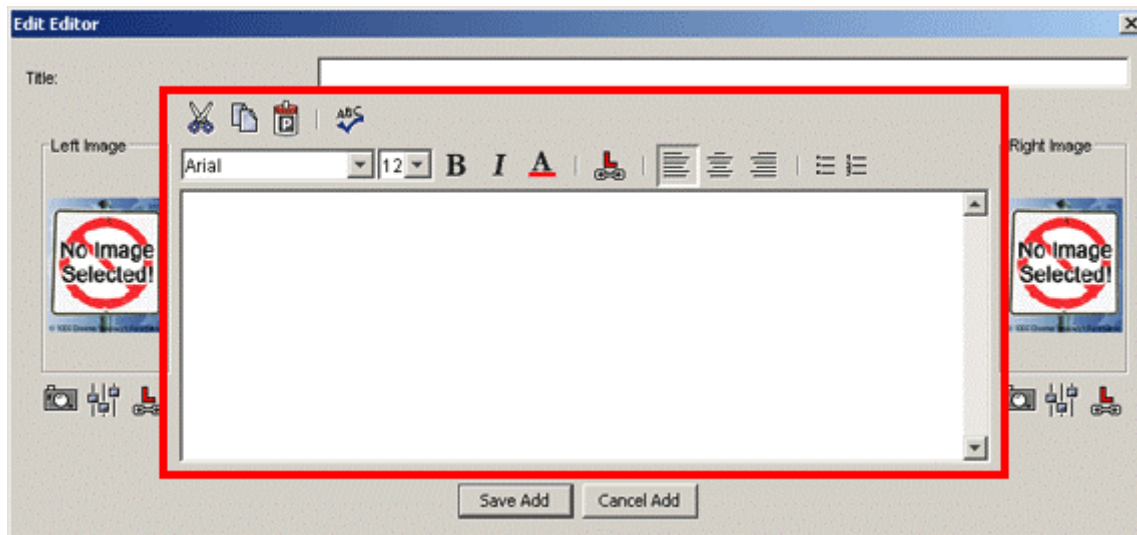 Edit Editor
Title:
ABC
Left Image
Right Image
Arial
12
B I A
No Image
Selected!
No Image
Selected!
Save Add
Cancel Add